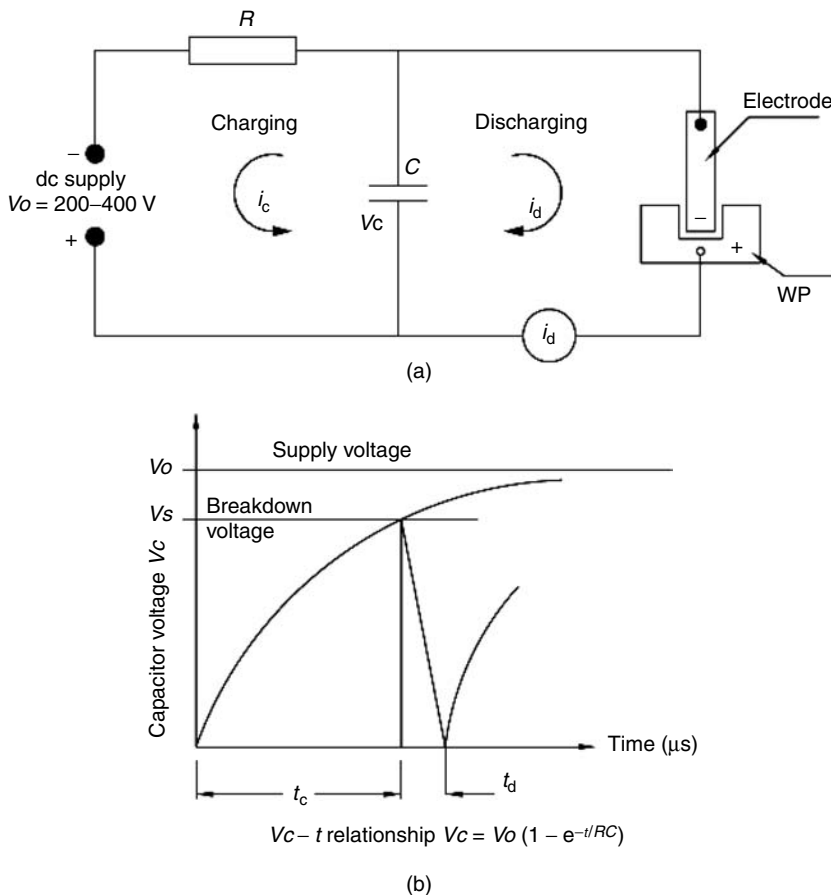 R
Electrode
Charging
Discharging
–
dc supply
Vo = 200–400 V
+
ic
C
Vc
id
–
+
WP
id
(a)
Supply voltage
Vo
Vs
Breakdown
voltage
Capacitor voltage Vc
Time (μs)
tc
td
Vc – t relationship Vc = Vo (1 – e–t/RC)
(b)